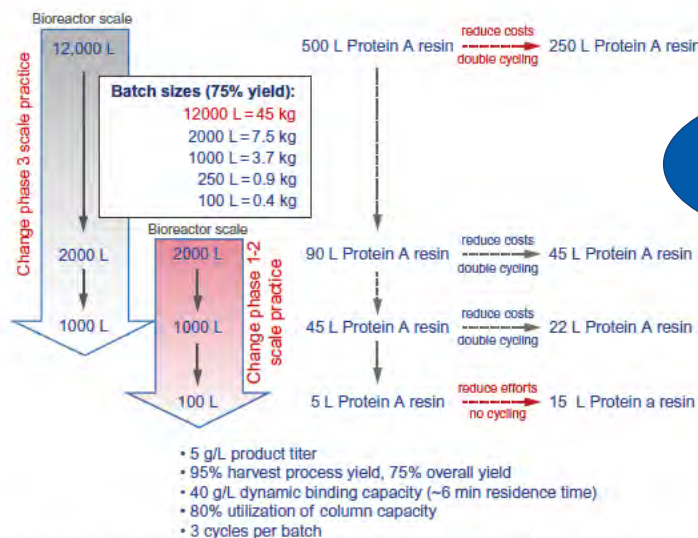 Bioreactor scale
12,000 L
2000 L
1000 L
Change phase 3 scale practice
Batch sizes (75% yield):
12000 L = 45 kg
2000 L = 7.5 kg
1000 L = 3.7 kg
250 L = 0.9 kg
100 L = 0.4 kg
Bioreactor scale
2000 L
1000 L
100 L
Change phase 1-2
scale practice
500 L Protein A resin
reduce costs
double cycling
250 L Protein A resin
90 L Protein A resin
reduce costs
double cycling
45 L Protein A resin
45 L Protein A resin
reduce costs
double cycling
22 L Protein A resin
5 L Protein A resin
reduce efforts
no cycling
15 L Protein a resin
• 5 g/L product titer
• 95% harvest process yield, 75% overall yield
• 40 g/L dynamic binding capacity (~6 min residence time)
• 80% utilization of column capacity
• 3 cycles per batch